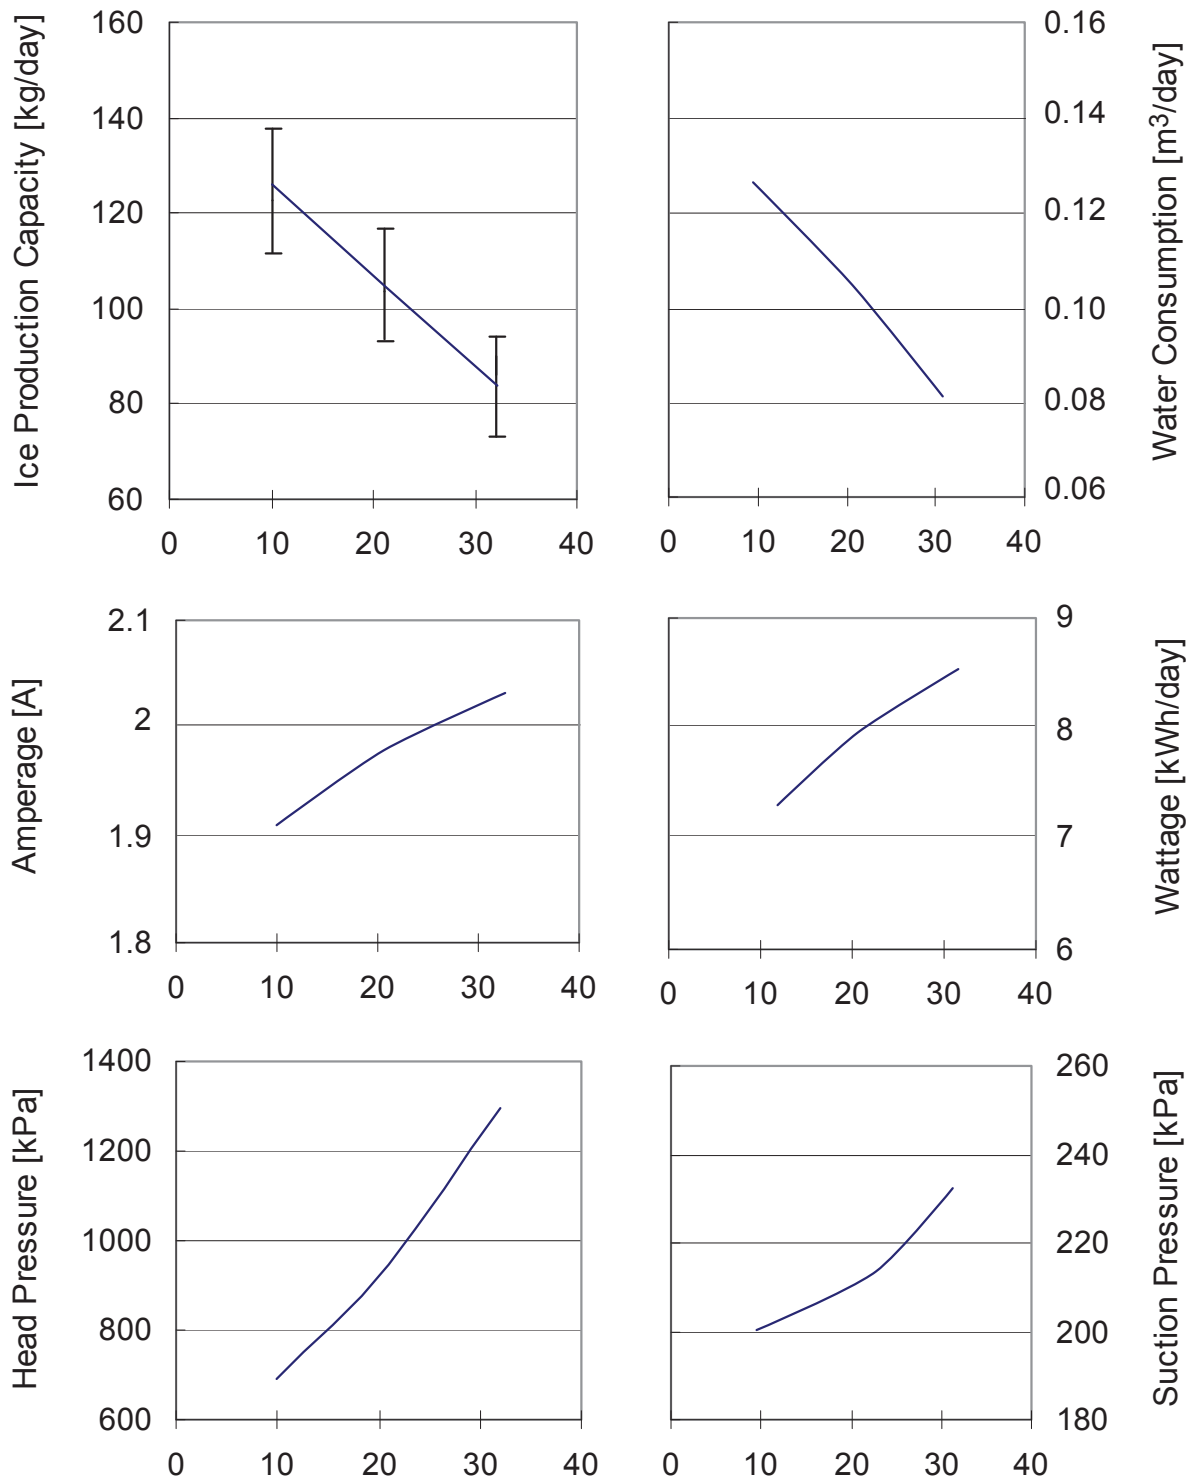 Ice Production Capacity [kg/day]
160
140
120
100
80
60
0 10 20 30 40
Water Consumption [m³/day]
0.16
0.14
0.12
0.10
0.08
0.06
0 10 20 30 40
Amperage [A]
2.1
2
1.9
1.8
0 10 20 30 40
Wattage [kWh/day]
9
8
7
6
0 10 20 30 40
Head Pressure [kPa]
1400
1200
1000
800
600
0 10 20 30 40
Suction Pressure [kPa]
260
240
220
200
180
0 10 20 30 40